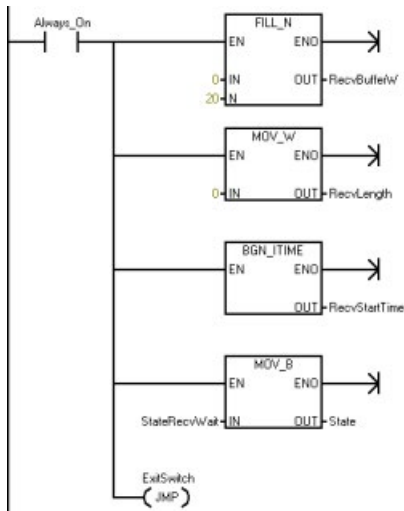 Always_On
FILL_N
EN ENO
0 IN OUT RecvBufferW
20 N
MOV_W
EN ENO
0 IN OUT RecvLength
BGN_ITIME
EN ENO
OUT RecvStartTime
MOV_B
EN ENO
StateRecvWait IN OUT State
ExitSwitch
JMP